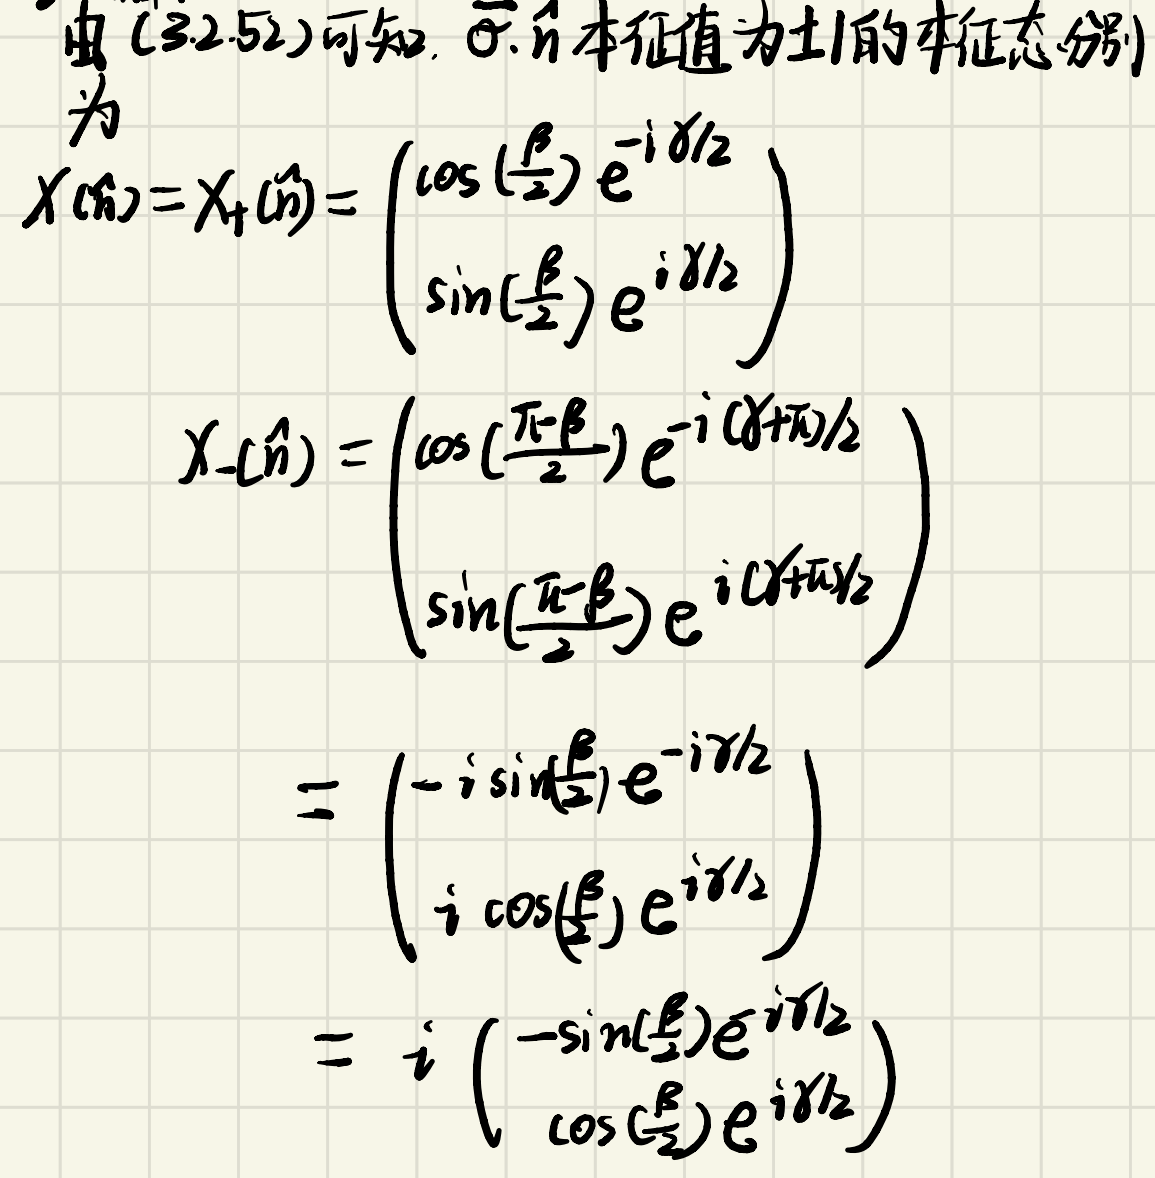 由 (3.2.52) 可知, σ⃗·n̂ 本征值为±1的本征态分别
为
χ(n̂) = χ₊(n̂) = ( cos(β/2) e^{-iγ/2}
sin(β/2) e^{iγ/2} )
χ₋(n̂) = ( cos((π-β)/2) e^{-i(γ+π)/2}
sin((π-β)/2) e^{i(γ+π)/2} )
= ( -i sin(β/2) e^{-iγ/2}
i cos(β/2) e^{iγ/2} )
= i ( -sin(β/2) e^{-iγ/2}
cos(β/2) e^{iγ/2} )